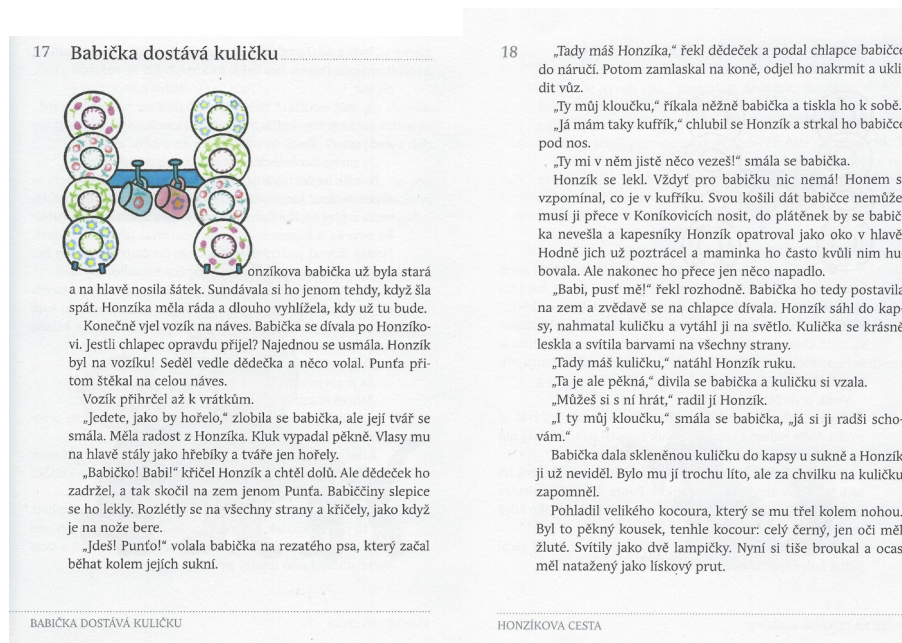 17 Babička dostává kuličku
onzíkova babička už byla stará
a na hlavě nosila šátek. Sundávala si ho jenom tehdy, když šla
spát. Honzíka měla ráda a dlouho vyhlížela, kdy už tu bude.
Konečně vjel vozík na náves. Babička se dívala po Honzíko-
vi. Jestli chlapec opravdu přijel? Najednou se usmála. Honzík
byl na vozíku! Seděl vedle dědečka a něco volal. Punťa při-
tom štěkal na celou náves.
Vozík přihrčel až k vrátkům.
„Jedete, jako by hořelo,“ zlobila se babička, ale její tvář se
smála. Měla radost z Honzíka. Kluk vypadal pěkně. Vlasy mu
na hlavě stály jako hřebíky a tváře jen hořely.
„Babičko! Babi!“ křičel Honzík a chtěl dolů. Ale dědeček ho
zadržel, a tak skočil na zem jenom Punťa. Babiččiny slepice
se ho lekly. Rozlétly se na všechny strany a křičely, jako když
je na nože bere.
„Jdeš! Punťo!“ volala babička na rezatého psa, který začal
běhat kolem jejích sukní.
BABIČKA DOSTÁVÁ KULIČKU
18 „Tady máš Honzíka,“ řekl dědeček a podal chlapce babičce
do náručí. Potom zamlaskal na koně, odjel ho nakrmit a ukli
dit vůz.
„Ty můj kloučku,“ říkala něžně babička a tiskla ho k sobě.
„Já mám taky kufřík,“ chlubil se Honzík a strkal ho babičce
pod nos.
„Ty mi v něm jistě něco vezeš!“ smála se babička.
Honzík se lekl. Vždyť pro babičku nic nemá! Honem s
vzpomínal, co je v kufříku. Svou košili dát babičce nemůže
musí ji přece v Koníkovicích nosit, do plátěnek by se babič
ka nevešla a kapesníky Honzík opatroval jako oko v hlavě
Hodně jich už poztrácel a maminka ho často kvůli nim hu-
bovala. Ale nakonec ho přece jen něco napadlo.
„Babi, pusť mě!“ řekl rozhodně. Babička ho tedy postavila
na zem a zvědavě se na chlapce dívala. Honzík sáhl do kap-
sy, nahmatal kuličku a vytáhl ji na světlo. Kulička se krásně
leskla a svítila barvami na všechny strany.
„Tady máš kuličku,“ natáhl Honzík ruku.
„Ta je ale pěkná,“ divila se babička a kuličku si vzala.
„Můžeš si s ní hrát,“ radil jí Honzík.
„I ty můj kloučku,“ smála se babička, „já si ji radši scho-
vám.“
Babička dala skleněnou kuličku do kapsy u sukně a Honzík
ji už neviděl. Bylo mu jí trochu líto, ale za chvilku na kuličku
zapomněl.
Pohladil velikého kocoura, který se mu třel kolem nohou.
Byl to pěkný kousek, tenhle kocour: celý černý, jen oči měl
žluté. Svítily jako dvě lampičky. Nyní si tiše broukal a ocas
měl natažený jako lískový prut.
HONZÍKOVA CESTA